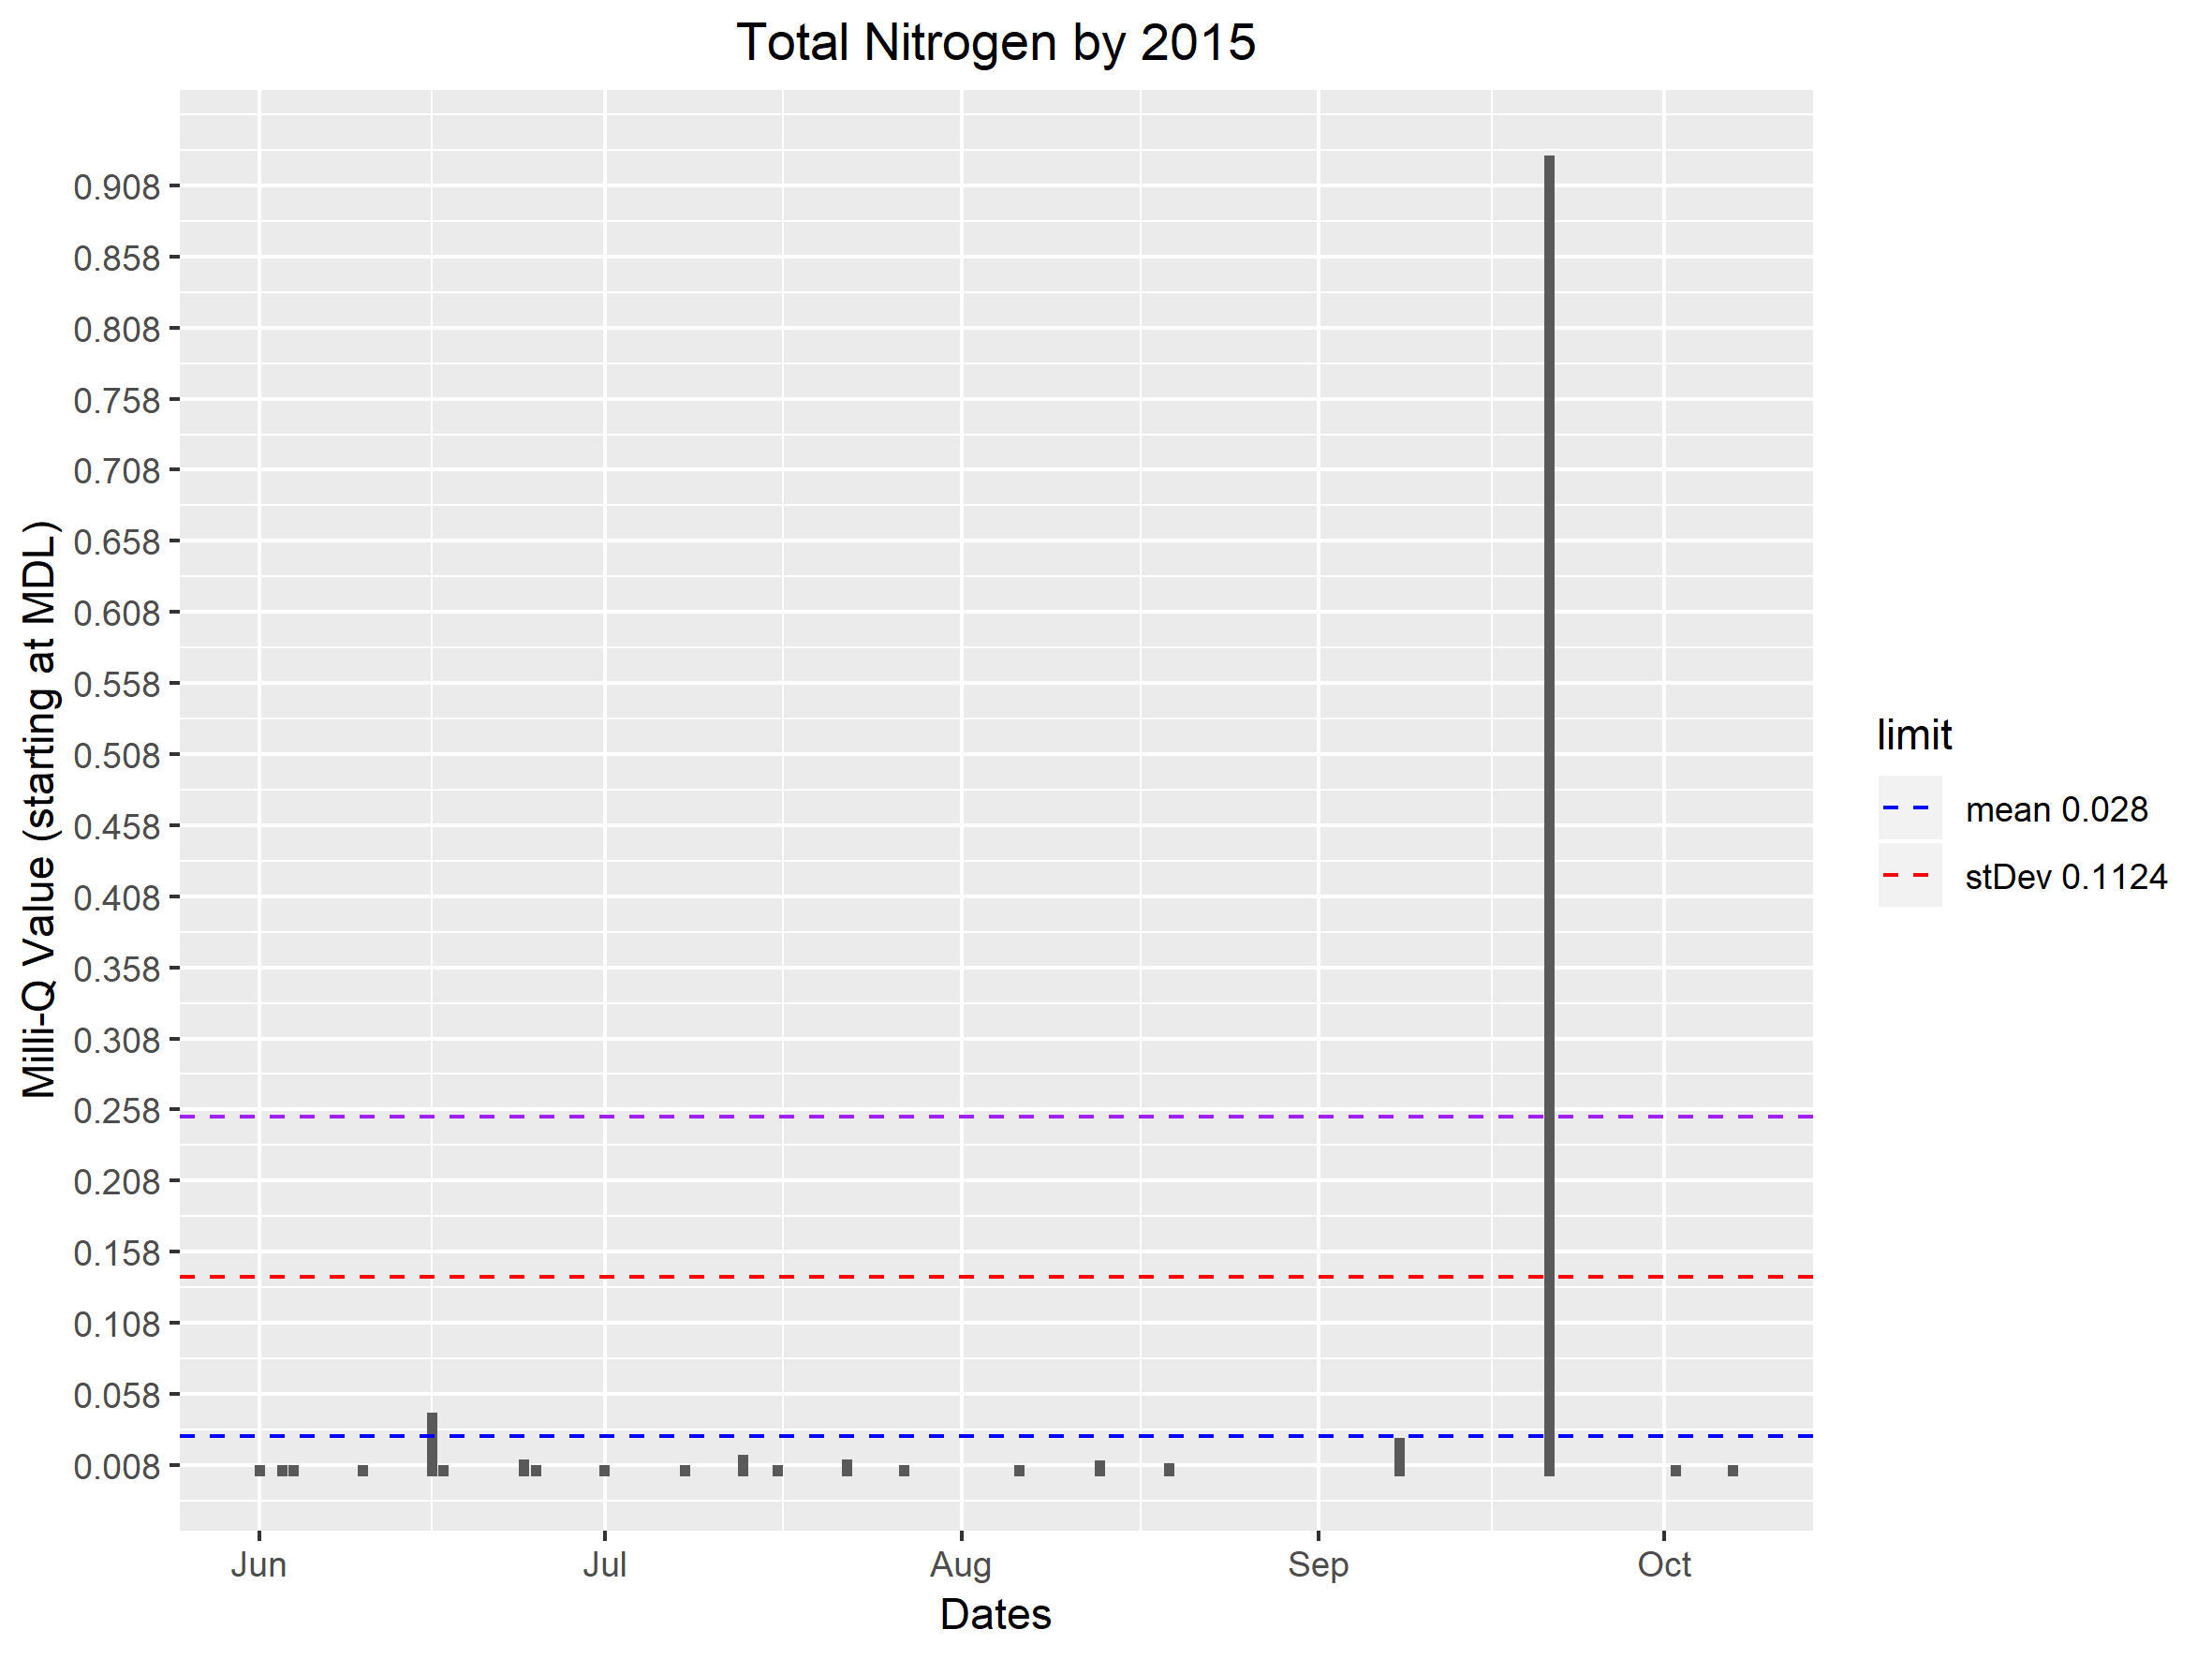 Total Nitrogen by 2015
Milli-Q Value (starting at MDL)
0.908
0.858
0.808
0.758
0.708
0.658
0.608
0.558
0.508
0.458
0.408
0.358
0.308
0.258
0.208
0.158
0.108
0.058
0.008
Jun Jul Aug Sep Oct
Dates
limit
mean 0.028
stDev 0.1124